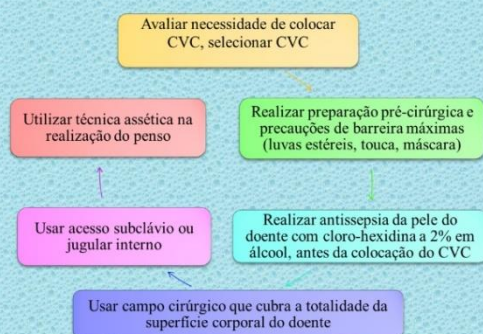 Avaliar necessidade de colocar
CVC, selecionar CVC
Realizar preparação pré-cirúrgica e
precauções de barreira máximas
(luvas estéreis, touca, máscara)
Realizar antissepsia da pele do
doente com cloro-hexidina a 2% em
álcool, antes da colocação do CVC
Usar campo cirúrgico que cubra a totalidade da
superfície corporal do doente
Usar acesso subclávio ou
jugular interno
Utilizar técnica assética na
realização do penso